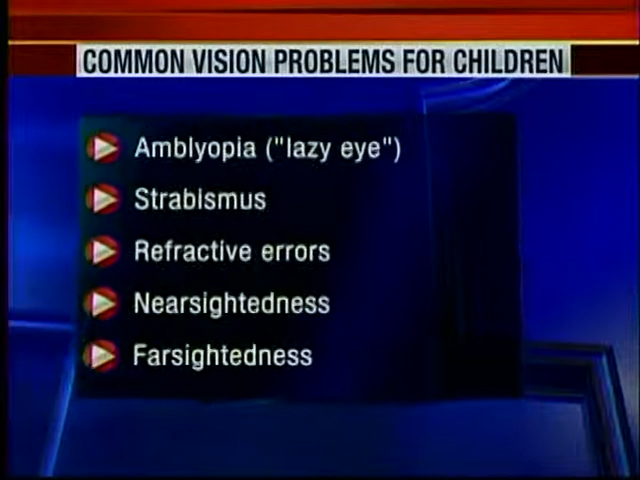 COMMON VISION PROBLEMS FOR CHILDREN
Amblyopia ("lazy eye")
Strabismus
Refractive errors
Nearsightedness
Farsightedness